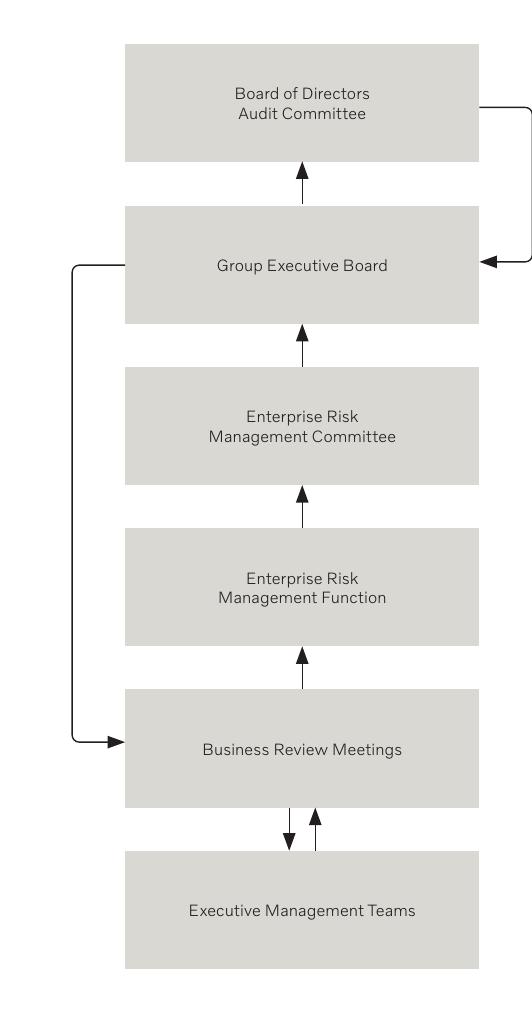 Board of Directors
Audit Committee
Group Executive Board
Enterprise Risk
Management Committee
Enterprise Risk
Management Function
Business Review Meetings
Executive Management Teams